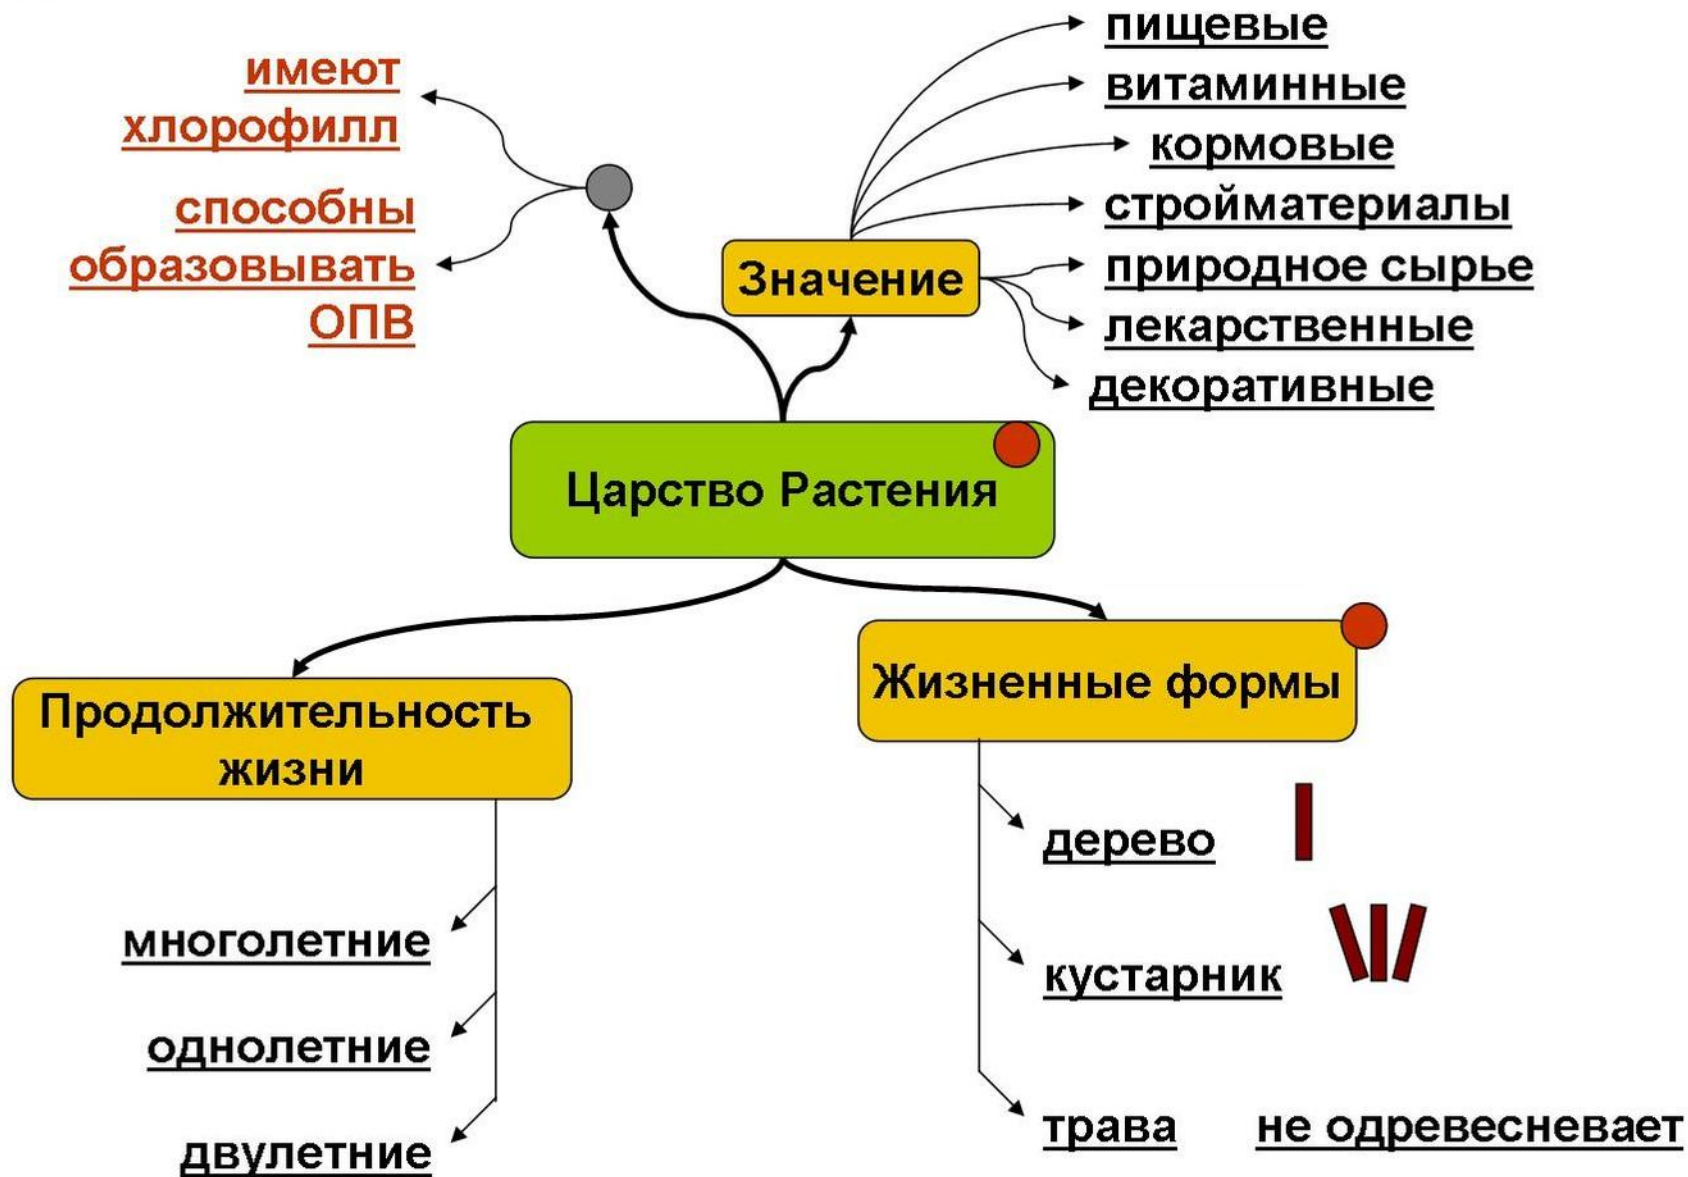 имеют
хлорофилл
способны
образовывать
ОПВ
Значение
пищевые
витаминные
кормовые
стройматериалы
природное сырье
лекарственные
декоративные
Царство Растения
Продолжительность
жизни
многолетние
однолетние
двулетние
Жизненные формы
дерево
кустарник
трава не одревесневает